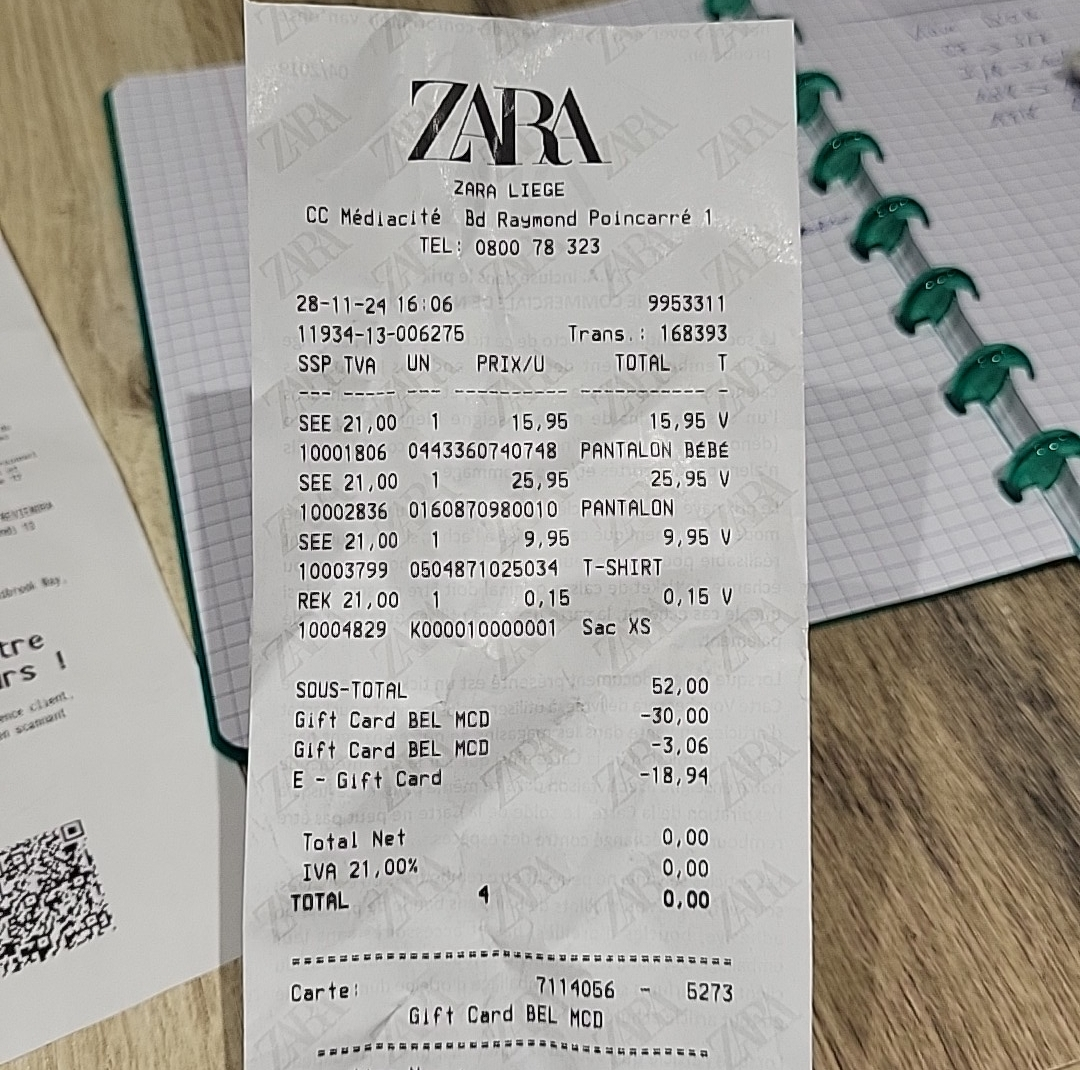 ZARA
ZARA LIEGE
CC Médiacité Bd Raymond Poincarré 1
TEL: 0800 78 323
28-11-24 16:06 9953311
11934-13-006275 Trans.: 168393
SSP TVA UN PRIX/U TOTAL T
--- ----- --- --------- ----------- -
SEE 21,00 1 15,95 15,95 V
10001806 0443360740748 PANTALON BÉBÉ
SEE 21,00 1 25,95 25,95 V
10002836 0160870980010 PANTALON
SEE 21,00 1 9,95 9,95 V
10003799 0504871025034 T-SHIRT
REK 21,00 1 0,15 0,15 V
10004829 K000010000001 Sac XS
SOUS-TOTAL 52,00
Gift Card BEL MCD -30,00
Gift Card BEL MCD -3,06
E - Gift Card -18,94
Total Net 0,00
IVA 21,00% 0,00
TOTAL 4 0,00
Carte: 7114056 - 5273
Gift Card BEL MCD
tre
rs !
ence client.
en scannant